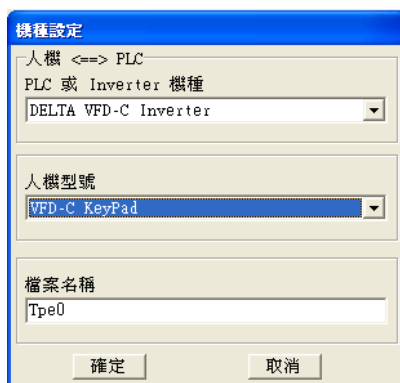 機種設定
人機 <==> PLC
PLC 或 Inverter 機種
DELTA VFD-C Inverter
人機型號
VFD-C KeyPad
檔案名稱
Tpe0
確定
取消